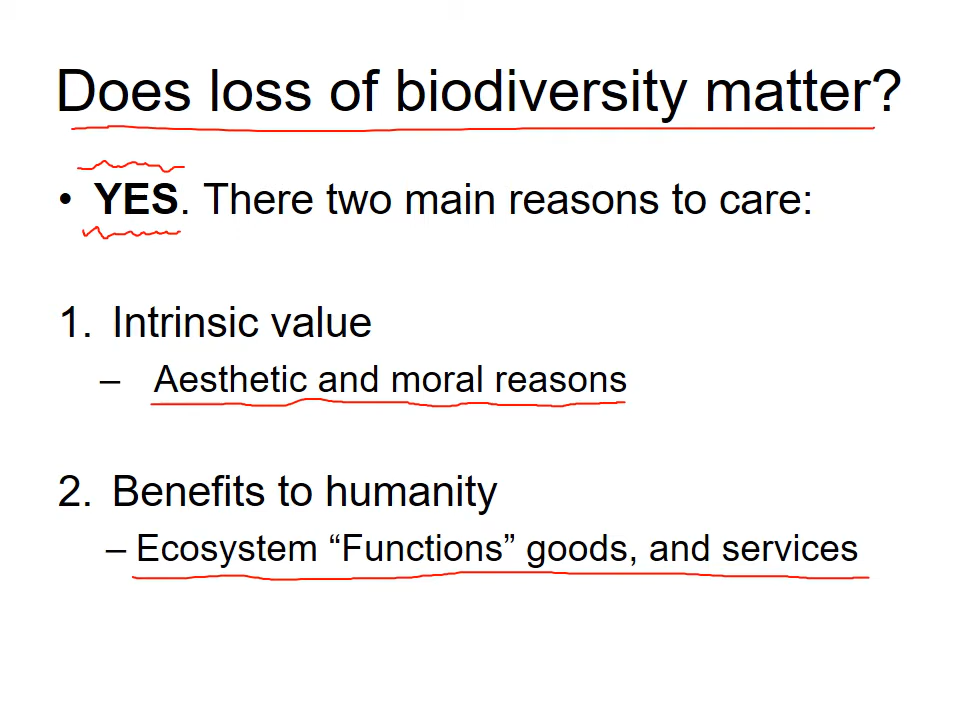 Does loss of biodiversity matter?
• YES. There two main reasons to care:
1. Intrinsic value
– Aesthetic and moral reasons
2. Benefits to humanity
– Ecosystem “Functions” goods, and services